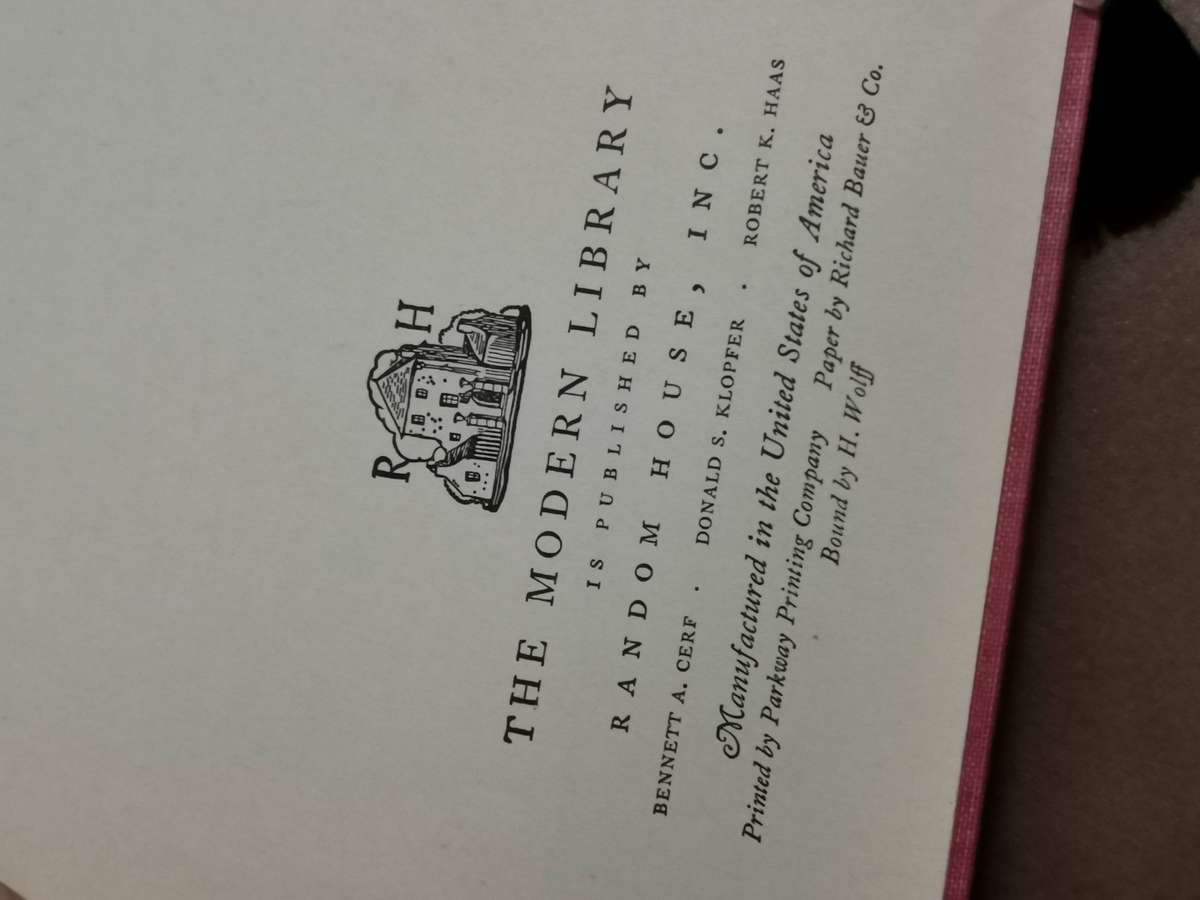 R H
THE MODERN LIBRARY
IS PUBLISHED BY
RANDOM HOUSE, INC.
BENNETT A. CERF · DONALD S. KLOPFER · ROBERT K. HAAS
Manufactured in the United States of America
Printed by Parkway Printing Company Paper by Richard Bauer & Co.
Bound by H. Wolff